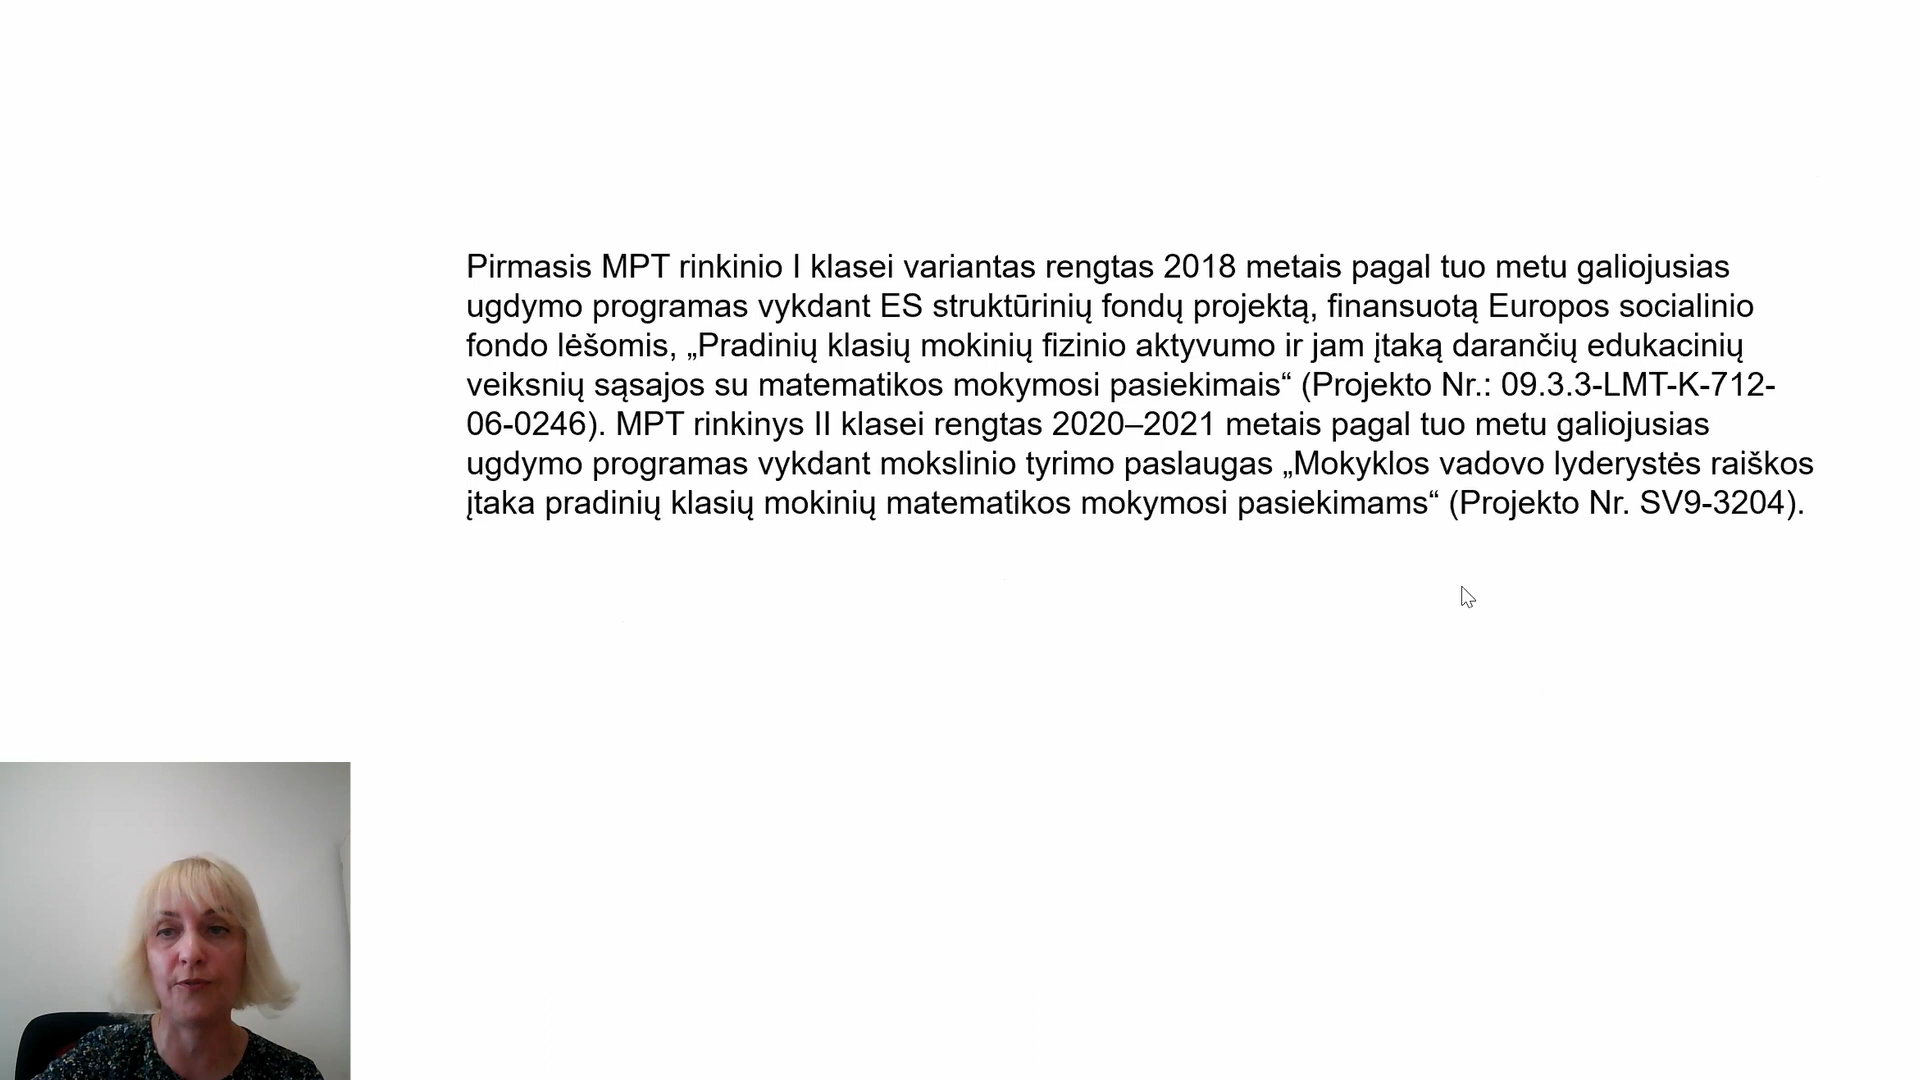 Pirmasis MPT rinkinio I klasei variantas rengtas 2018 metais pagal tuo metu galiojusias
ugdymo programas vykdant ES struktūrinių fondų projektą, finansuotą Europos socialinio
fondo lėšomis, „Pradinių klasių mokinių fizinio aktyvumo ir jam įtaką darančių edukacinių
veiksnių sąsajos su matematikos mokymosi pasiekimais“ (Projekto Nr.: 09.3.3-LMT-K-712-
06-0246). MPT rinkinys II klasei rengtas 2020–2021 metais pagal tuo metu galiojusias
ugdymo programas vykdant mokslinio tyrimo paslaugas „Mokyklos vadovo lyderystės raiškos
įtaka pradinių klasių mokinių matematikos mokymosi pasiekimams“ (Projekto Nr. SV9-3204).